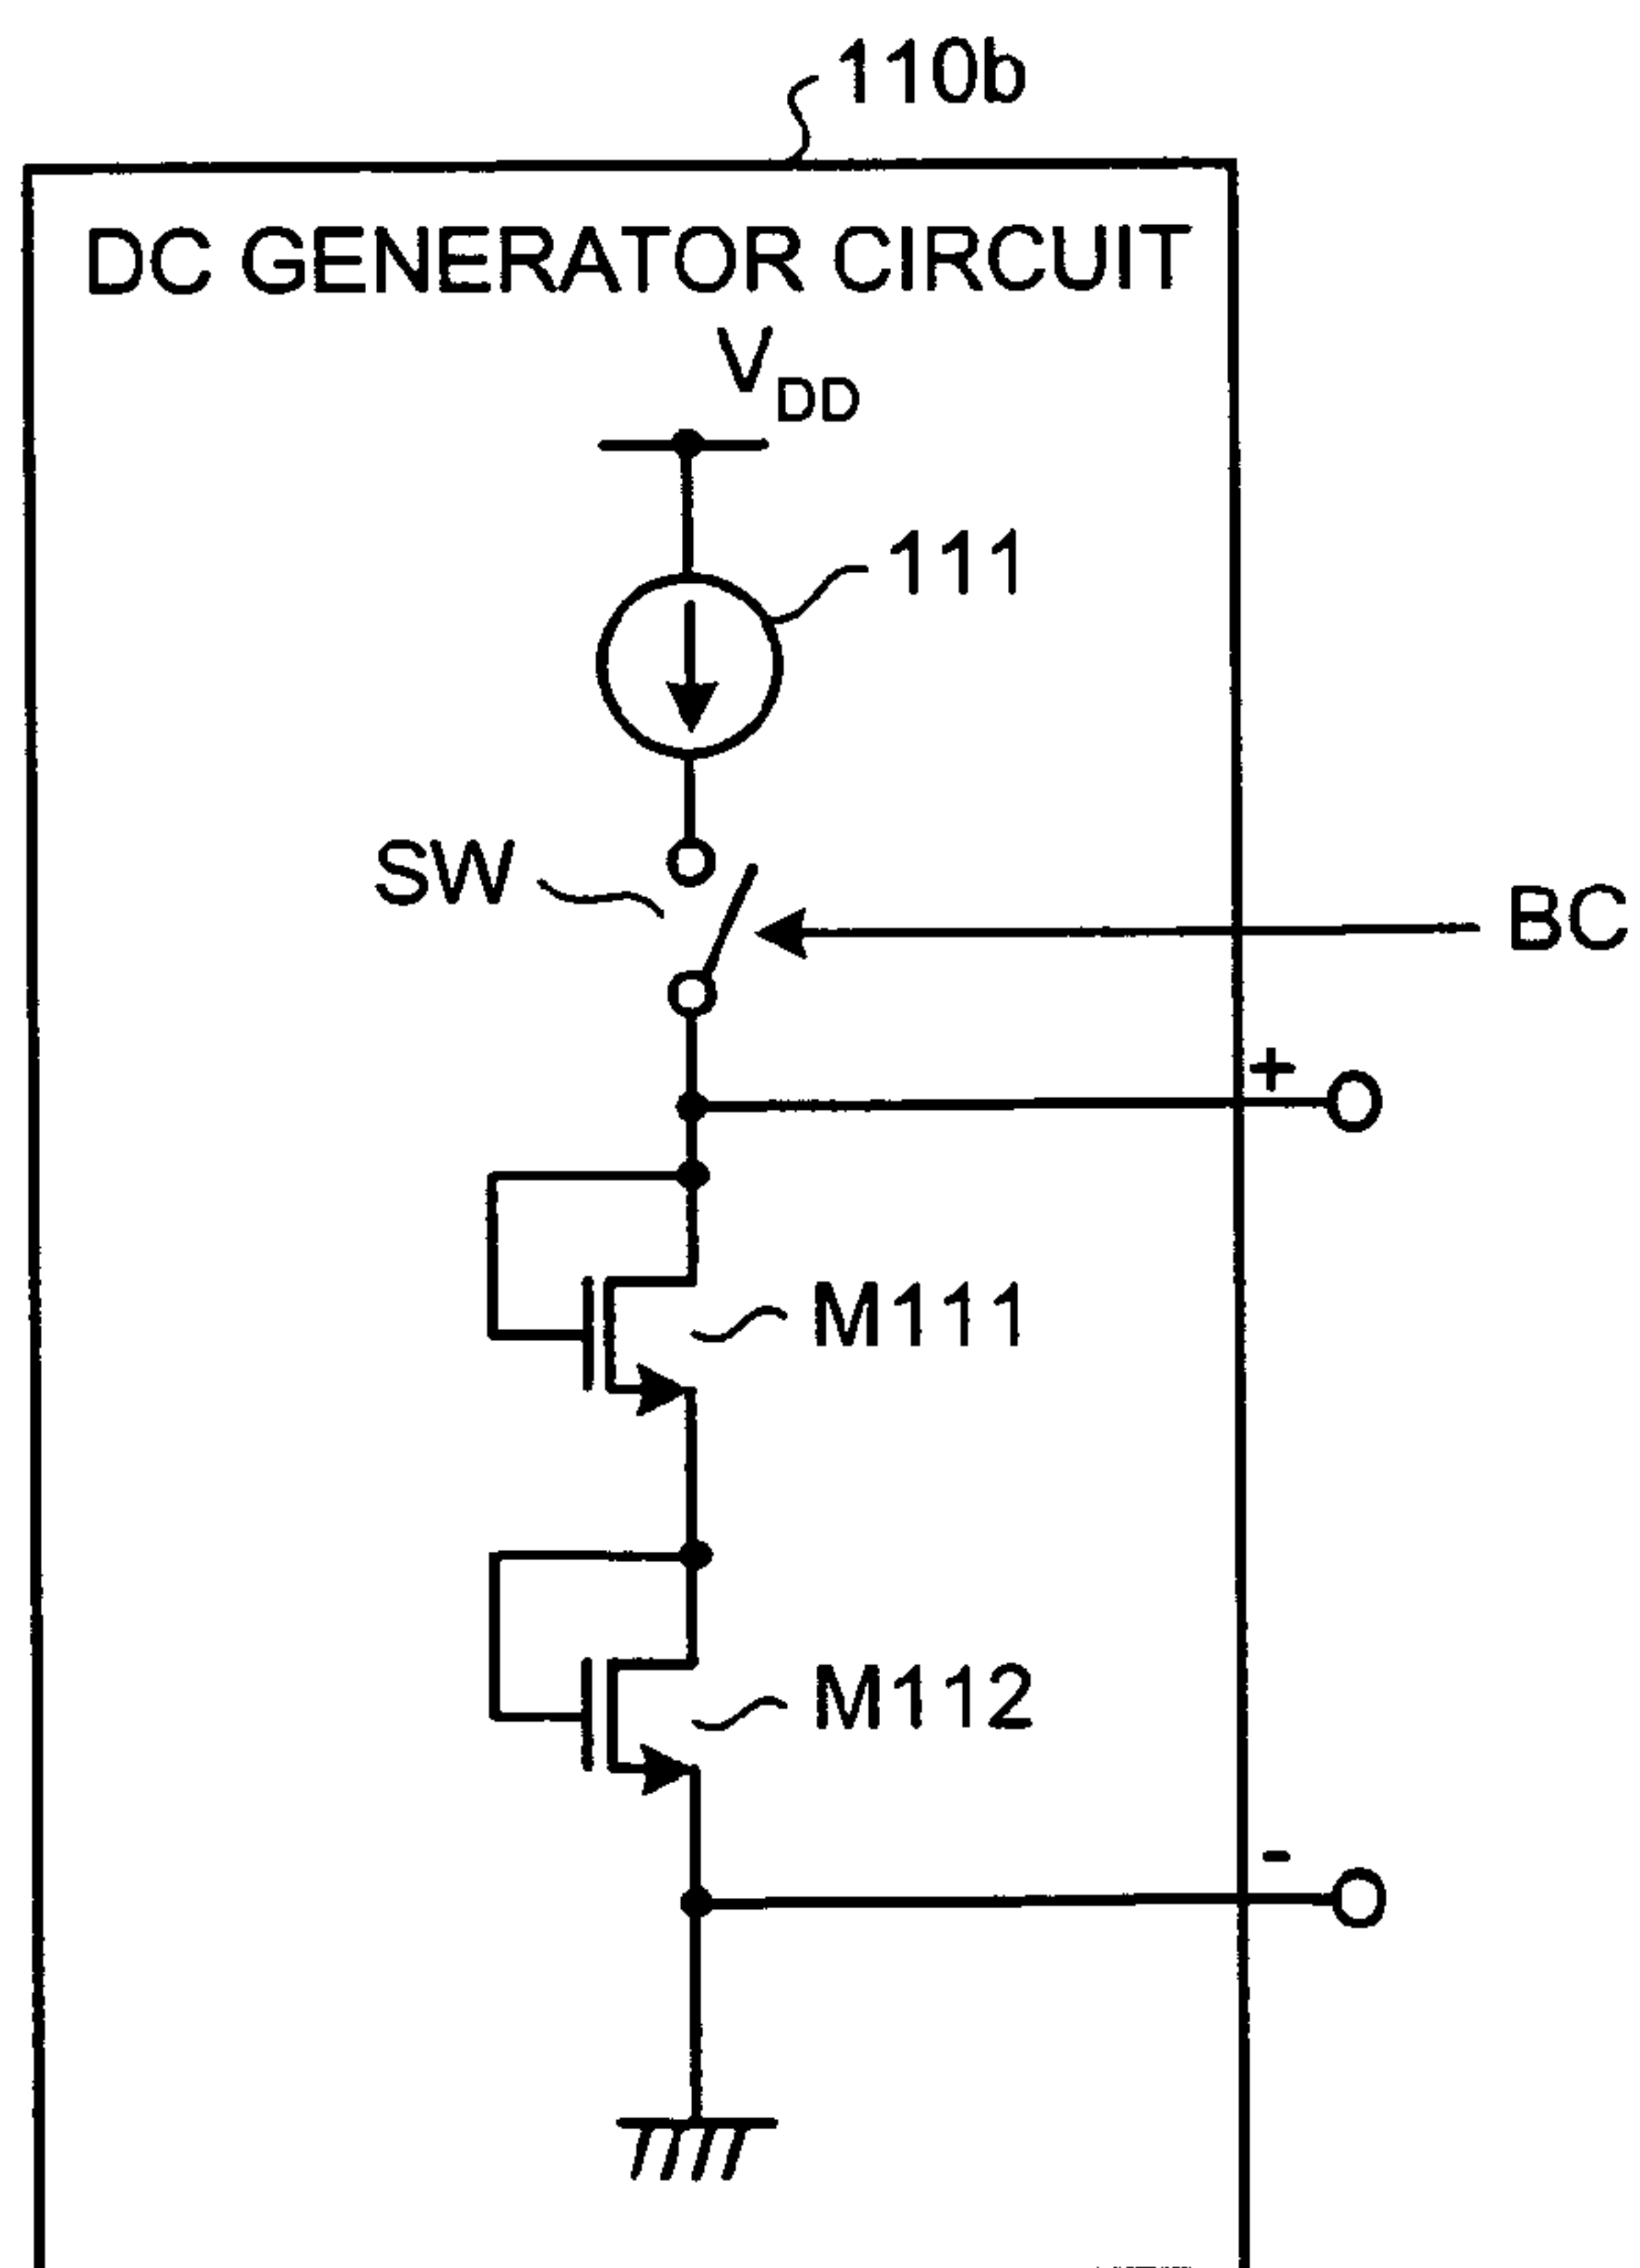 110b
DC GENERATOR CIRCUIT
VDD
111
SW
BC
+
M111
M112
-